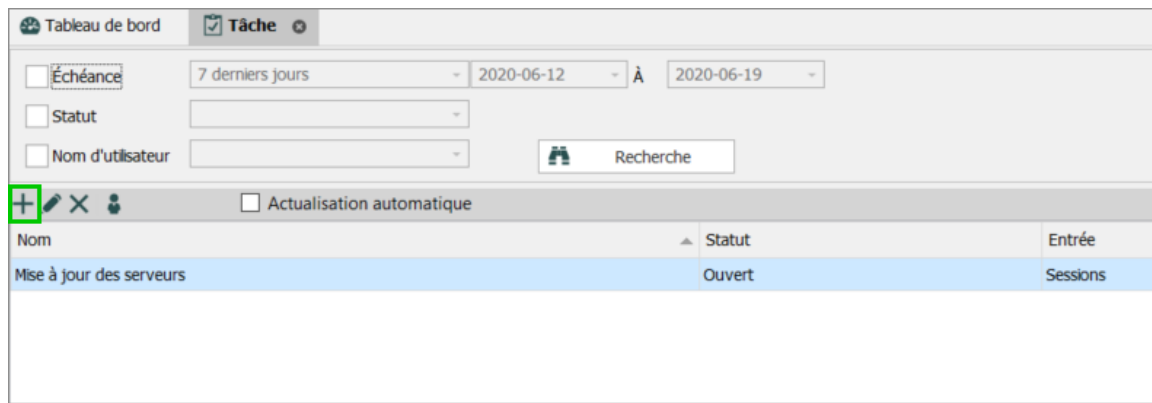 Tableau de bord Tâche
Échéance 7 derniers jours 2020-06-12 À 2020-06-19
Statut
Nom d'utilisateur Recherche
Actualisation automatique
Nom Statut Entrée
Mise à jour des serveurs Ouvert Sessions